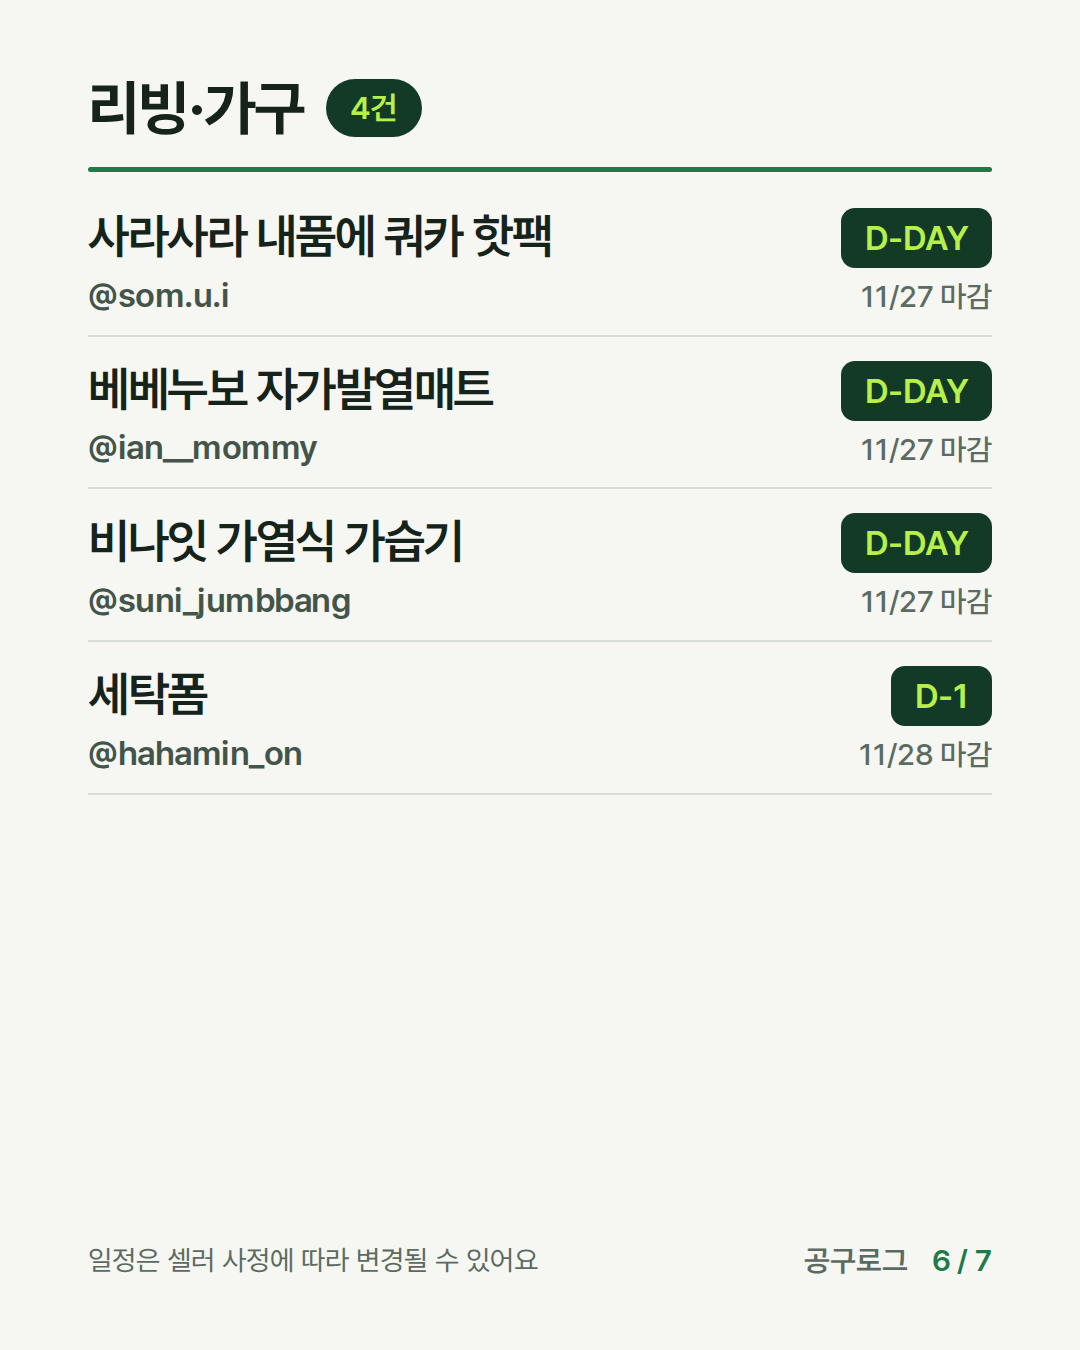 리빙·가구 4건
사라사라 내품에 쿼카 핫팩 D-DAY
@som.u.i 11/27 마감
베베누보 자가발열매트 D-DAY
@ian__mommy 11/27 마감
비나잇 가열식 가습기 D-DAY
@suni_jumbbang 11/27 마감
세탁폼 D-1
@hahamin_on 11/28 마감
일정은 셀러 사정에 따라 변경될 수 있어요 공구로그 6 / 7